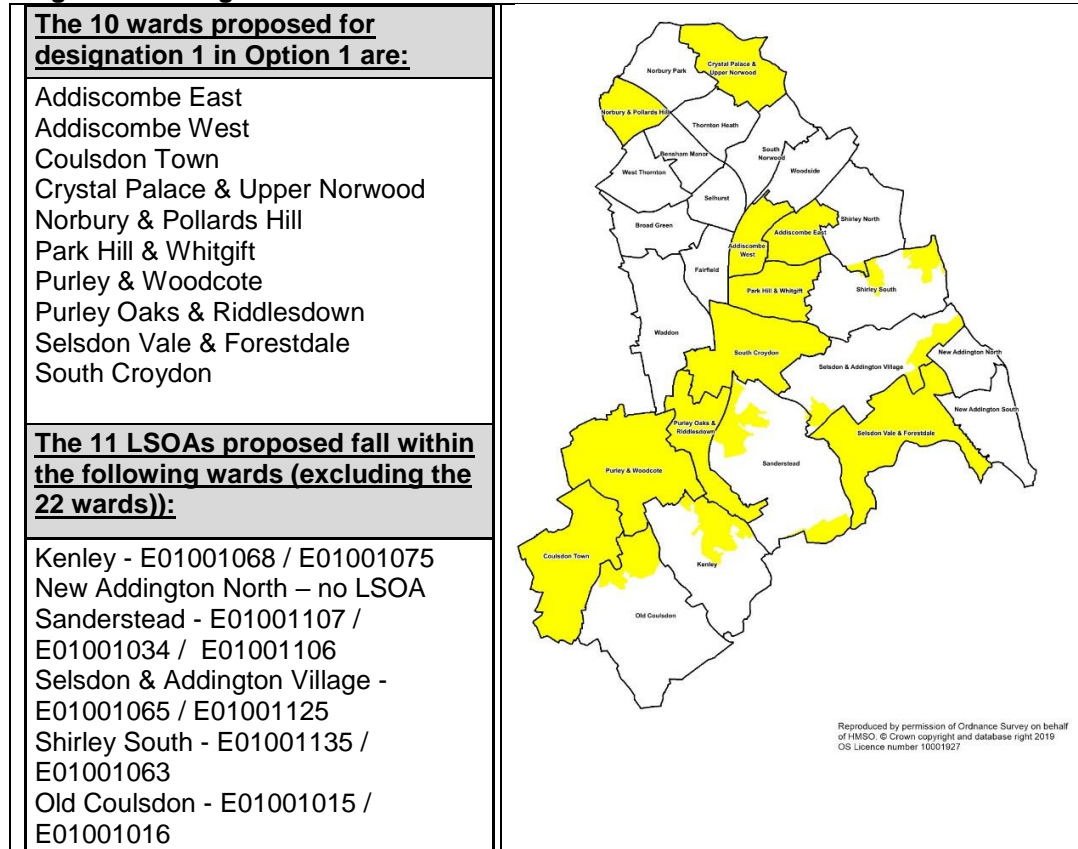 The 10 wards proposed for
designation 1 in Option 1 are:
Addiscombe East
Addiscombe West
Coulsdon Town
Crystal Palace & Upper Norwood
Norbury & Pollards Hill
Park Hill & Whitgift
Purley & Woodcote
Purley Oaks & Riddlesdown
Selsdon Vale & Forestdale
South Croydon
The 11 LSOAs proposed fall within
the following wards (excluding the
22 wards)):
Kenley - E01001068 / E01001075
New Addington North – no LSOA
Sanderstead - E01001107 /
E01001034 /  E01001106
Selsdon & Addington Village -
E01001065 / E01001125
Shirley South - E01001135 /
E01001063
Old Coulsdon - E01001015 /
E01001016
Crystal Palace &
Upper Norwood
Norbury Park
Norbury & Pollards Hill
Thornton Heath
South
Norwood
Bensham Manor
West Thornton
Woodside
Selhurst
Broad Green
Shirley North
Addiscombe East
Addiscombe
West
Fairfield
Park Hill & Whitgift
Shirley South
Waddon
South Croydon
New Addington North
Selsdon & Addington Village
New Addington South
Purley Oaks &
Riddlesdown
Selsdon Vale & Forestdale
Sanderstead
Purley & Woodcote
Coulsdon Town
Kenley
Old Coulsdon
Reproduced by permission of Ordnance Survey on behalf
of HMSO. © Crown copyright and database right 2019
OS Licence number 10001927